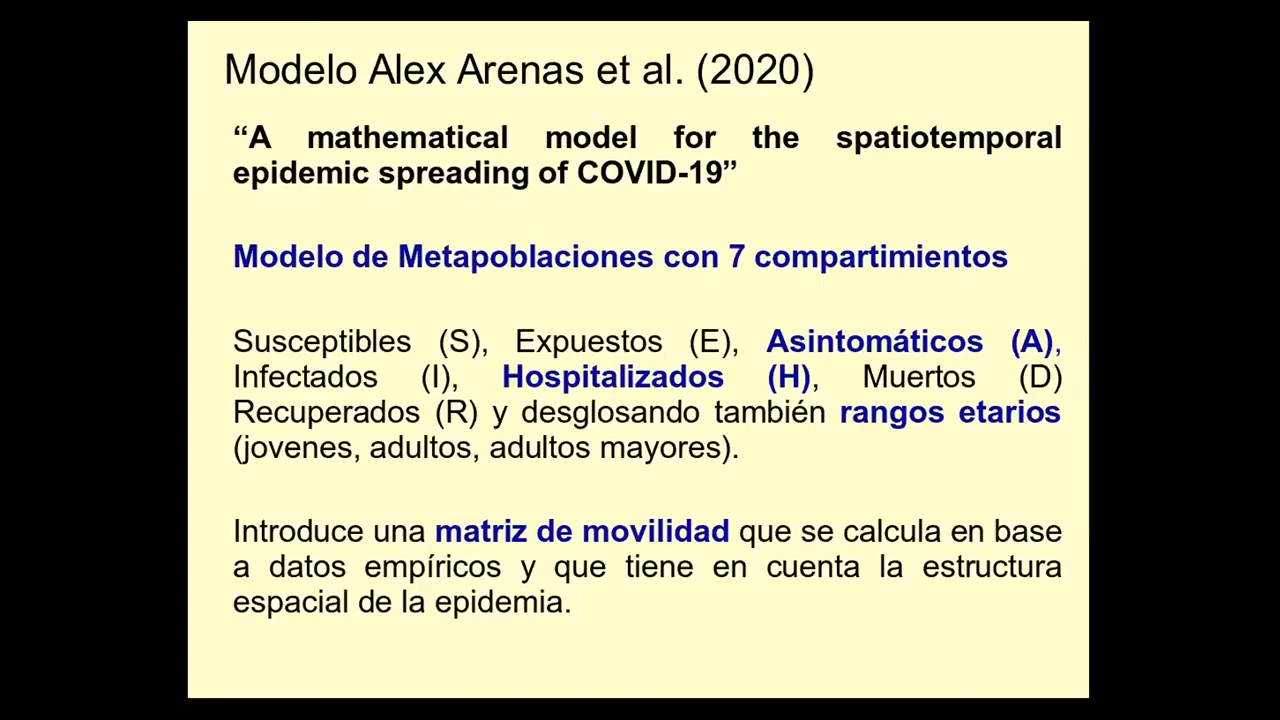 Modelo Alex Arenas et al. (2020)
“A mathematical model for the spatiotemporal
epidemic spreading of COVID-19”
Modelo de Metapoblaciones con 7 compartimientos
Susceptibles (S), Expuestos (E), Asintomáticos (A),
Infectados (I), Hospitalizados (H), Muertos (D)
Recuperados (R) y desglosando también rangos etarios
(jovenes, adultos, adultos mayores).
Introduce una matriz de movilidad que se calcula en base
a datos empíricos y que tiene en cuenta la estructura
espacial de la epidemia.